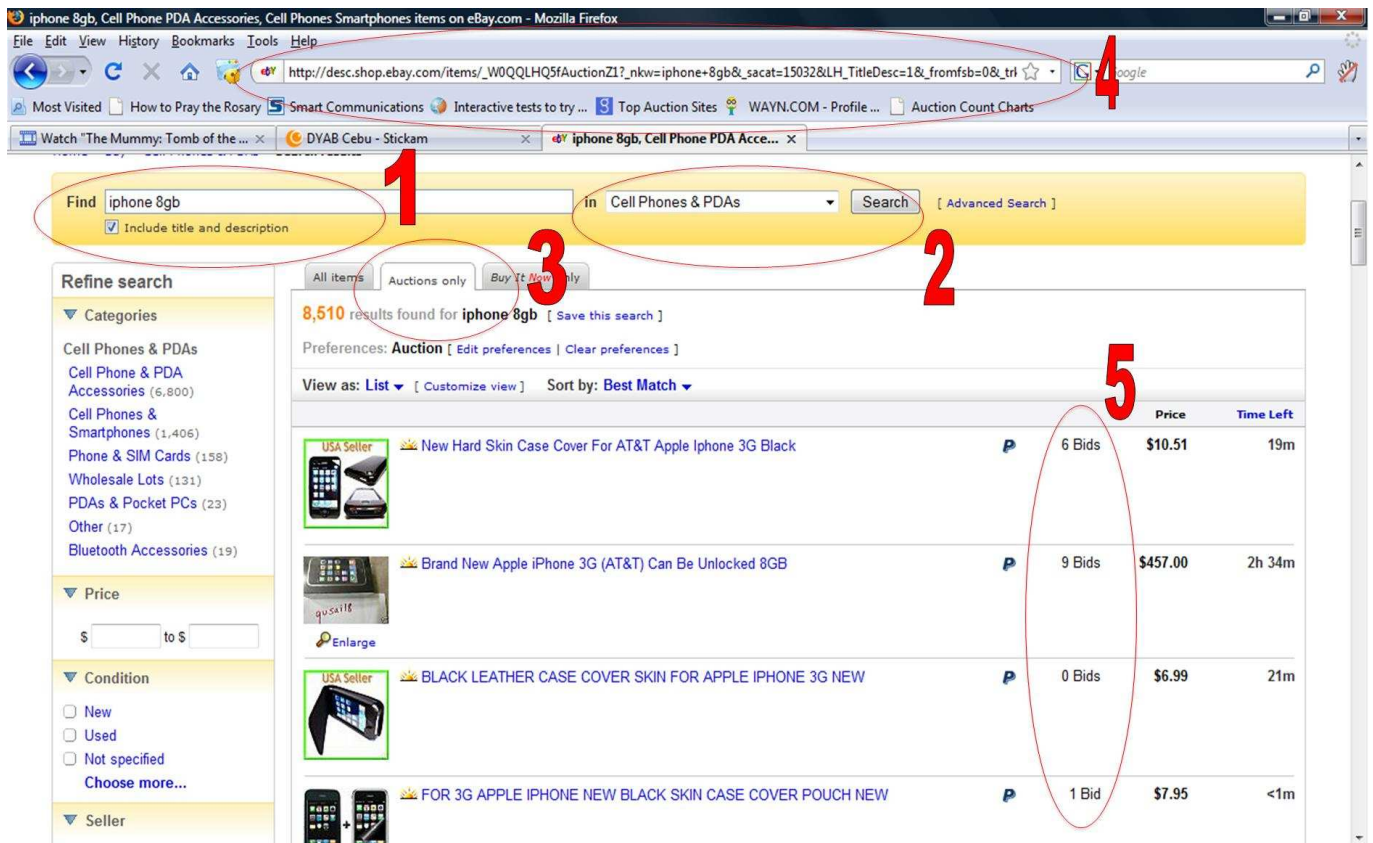 iphone 8gb, Cell Phone PDA Accessories, Cell Phones Smartphones items on eBay.com - Mozilla Firefox
File Edit View History Bookmarks Tools Help
4
http://desc.shop.ebay.com/items/_W0QQLHQ5fAuctionZ1?_nkw=iphone+8gb&_sacat=15032&LH_TitleDesc=1&_fromfsb=0&_trk
Most Visited How to Pray the Rosary Smart Communications Interactive tests to try ... Top Auction Sites WAYN.COM - Profile ... Auction Count Charts
Watch "The Mummy: Tomb of the ... DYAB Cebu - Stickam iphone 8gb, Cell Phone PDA Acce...
1
Find iphone 8gb in Cell Phones & PDAs Search [ Advanced Search ]
Include title and description
3 2
Refine search
All items Auctions only Buy It Now only
Categories
8,510 results found for iphone 8gb [ Save this search ]
Cell Phones & PDAs
Preferences: Auction [ Edit preferences | Clear preferences ]
Cell Phone & PDA
Accessories (6,800)
View as: List [ Customize view ] Sort by: Best Match
5
Cell Phones &
Smartphones (1,406)
Price Time Left
Phone & SIM Cards (158)
Wholesale Lots (131)
PDAs & Pocket PCs (23)
Other (17)
Bluetooth Accessories (19)
USA Seller New Hard Skin Case Cover For AT&T Apple Iphone 3G Black P 6 Bids $10.51 19m
Brand New Apple iPhone 3G (AT&T) Can Be Unlocked 8GB P 9 Bids $457.00 2h 34m
qusai18
Enlarge
Price
$ to $
Condition
New
Used
Not specified
Choose more...
Seller
USA Seller BLACK LEATHER CASE COVER SKIN FOR APPLE IPHONE 3G NEW P 0 Bids $6.99 21m
FOR 3G APPLE IPHONE NEW BLACK SKIN CASE COVER POUCH NEW P 1 Bid $7.95 <1m